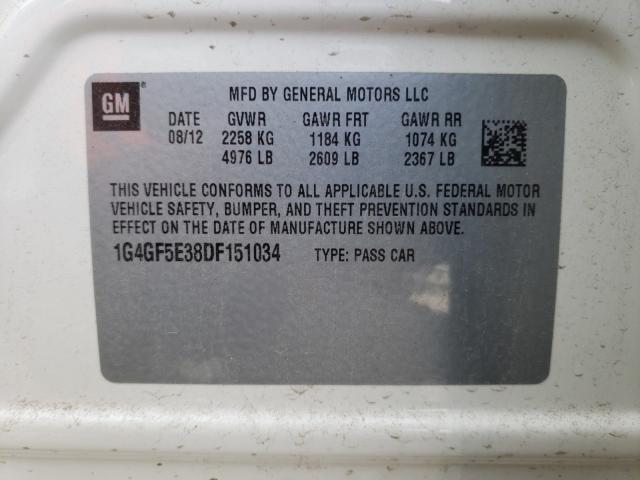 GM ®
MFD BY GENERAL MOTORS LLC
DATE GVWR GAWR FRT GAWR RR
08/12 2258 KG 1184 KG 1074 KG
4976 LB 2609 LB 2367 LB
THIS VEHICLE CONFORMS TO ALL APPLICABLE U.S. FEDERAL MOTOR
VEHICLE SAFETY, BUMPER, AND THEFT PREVENTION STANDARDS IN
EFFECT ON THE DATE OF MANUFACTURE SHOWN ABOVE.
1G4GF5E38DF151034 TYPE: PASS CAR